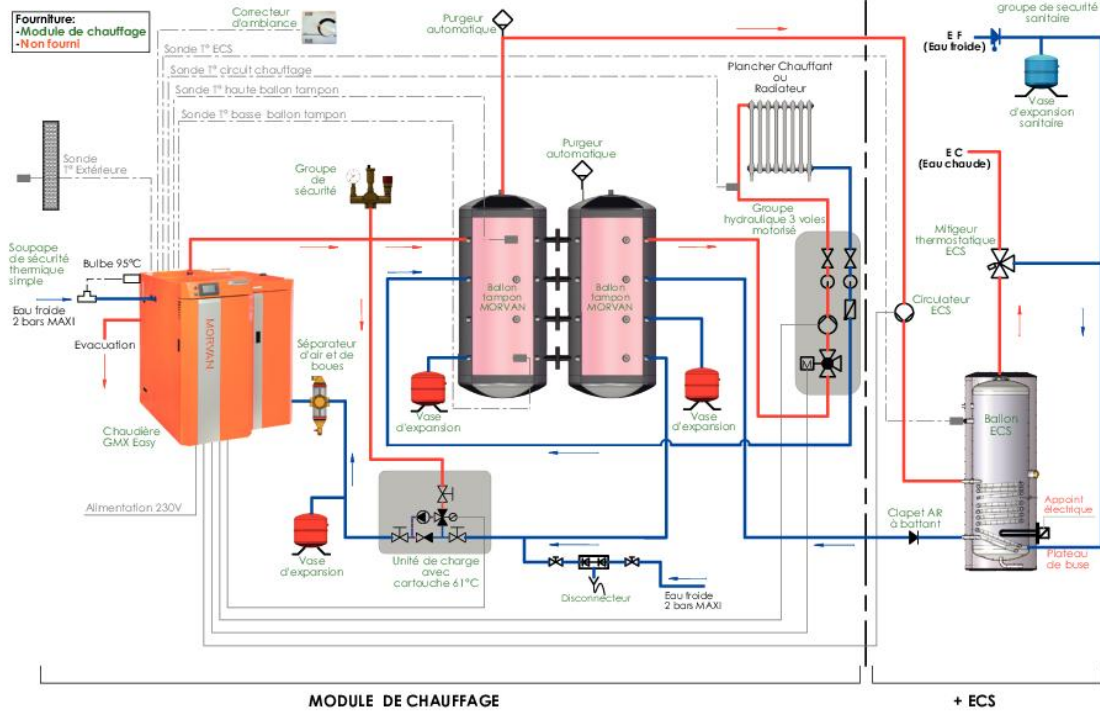 Fourniture:
-Module de chauffage
-Non fourni
Correcteur
d'ambiance
Purgeur
automatique
groupe de securité
sanitaire
E F
(Eau froide)
Vase
d'expansion
sanitaire
Sonde T° ECS
Sonde T° circuit chauffage
Sonde T° haute ballon tampon
Sonde T° basse ballon tampon
Plancher Chauffant
ou
Radiateur
Sonde
T° Extérieure
Groupe
de
sécurité
Purgeur
automatique
E C
(Eau chaude)
Groupe
hydraulique 3 voies
motorisé
Mitigeur
thermostatique
ECS
Soupape
de sécurité
thermique
simple
Bulbe 95°C
Eau froide
2 bars MAXI
Evacuation
MORVAN
Ballon
tampon
MORVAN
Ballon
tampon
MORVAN
Circulateur
ECS
Séparateur
d'air et de
boues
M
Chaudière
GMX Easy
Vase
d'expansion
Vase
d'expansion
Ballon
ECS
Alimentation 230V
Vase
d'expansion
Unité de charge
avec
cartouche 61°C
Disconnecteur
Eau froide
2 bars MAXI
Clapet AR
à battant
Appoint
électrique
Plateau
de buse
MODULE DE CHAUFFAGE
+ ECS